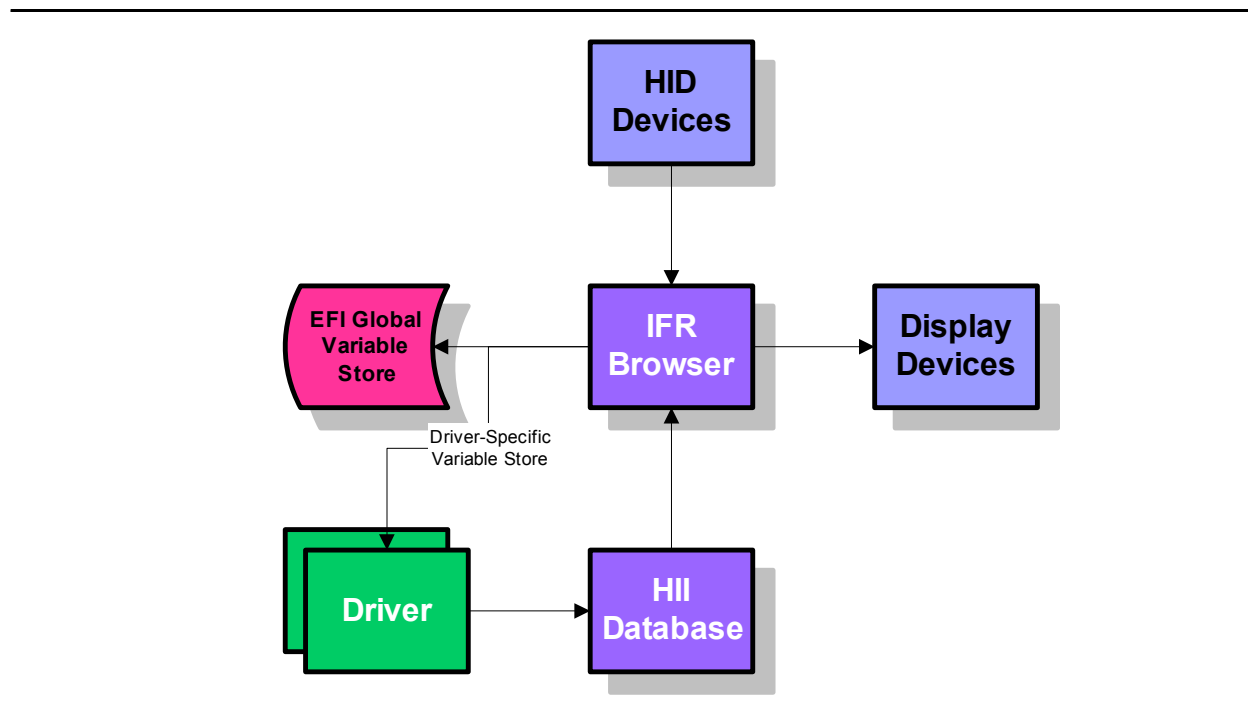 HID
Devices
EFI Global
Variable
Store
IFR
Browser
Display
Devices
Driver-Specific
Variable Store
Driver
HII
Database